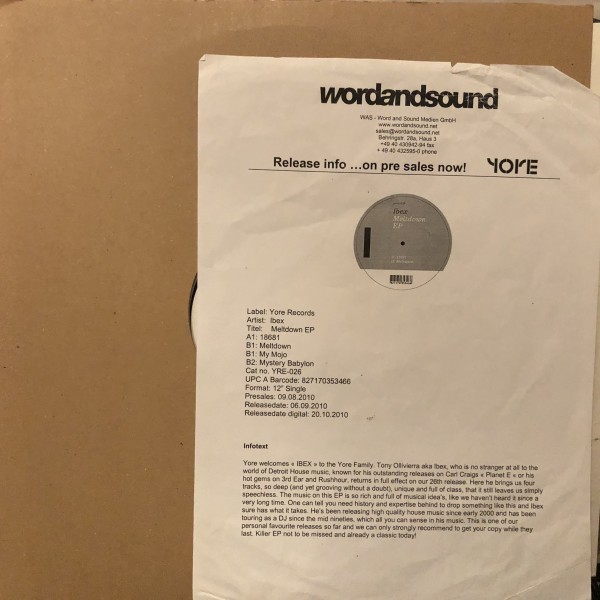 wordandsound
WAS - Word and Sound Medien GmbH
www.wordandsound.net
sales@wordandsound.net
Behringstr. 28a, Haus 3
+49 40 430942-94 fax
+ 49 40 432595-0 phone
Release info ...on pre sales now! YORE
Ibex
Meltdown
EP
Label: Yore Records
Artist: Ibex
Titel: Meltdown EP
A1: 18681
B1: Meltdown
B1: My Mojo
B2: Mystery Babylon
Cat no. YRE-026
UPC A Barcode: 827170353466
Format: 12" Single
Presales: 09.08.2010
Releasedate: 06.09.2010
Releasedate digital: 20.10.2010
Infotext
Yore welcomes « IBEX » to the Yore Family. Tony Ollivierra aka Ibex, who is no stranger at all to the
world of Detroit House music, known for his outstanding releases on Carl Craigs « Planet E « or his
hot gems on 3rd Ear and Rushhour, returns in full effect on our 26th release. Here he brings us four
tracks, so deep (and yet grooving without a doubt), unique and full of class, that it still leaves us simply
speechless. The music on this EP is so rich and full of musical idea's, like we haven't heard it since a
very long time. One can tell you need history and expertise behind to drop something like this and Ibex
sure has what it takes. He's been releasing high quality house music since early 2000 and has been
touring as a DJ since the mid nineties, which all you can sense in his music. This is one of our
personal favourite releases so far and we can only strongly recommend to get your copy while they
last. Killer EP not to be missed and already a classic today!